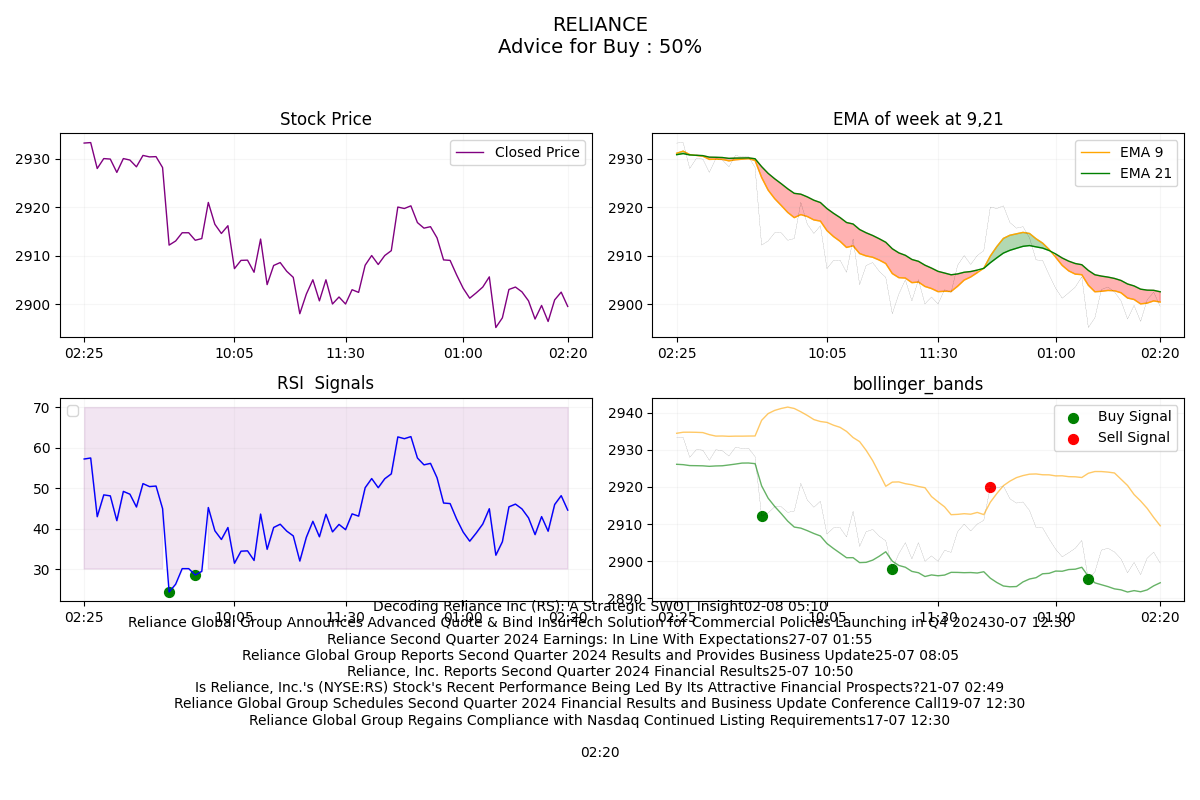 RELIANCE
Advice for Buy : 50%
Stock Price
Closed Price
2930
2920
2910
2900
02:25 10:05 11:30 01:00 02:20
EMA of week at 9,21
EMA 9
EMA 21
2930
2920
2910
2900
02:25 10:05 11:30 01:00 02:20
RSI  Signals
70
60
50
40
30
02:25 10:05 11:30 01:00 02:20
bollinger_bands
Buy Signal
Sell Signal
2940
2930
2920
2910
2900
2890
02:25 10:05 11:30 01:00 02:20
Decoding Reliance Inc (RS): A Strategic SWOT Insight02-08 05:10
Reliance Global Group Announces Advanced Quote & Bind InsurTech Solution for Commercial Policies Launching in Q4 202430-07 12:30
Reliance Second Quarter 2024 Earnings: In Line With Expectations27-07 01:55
Reliance Global Group Reports Second Quarter 2024 Results and Provides Business Update25-07 08:05
Reliance, Inc. Reports Second Quarter 2024 Financial Results25-07 10:50
Is Reliance, Inc.'s (NYSE:RS) Stock's Recent Performance Being Led By Its Attractive Financial Prospects?21-07 02:49
Reliance Global Group Schedules Second Quarter 2024 Financial Results and Business Update Conference Call19-07 12:30
Reliance Global Group Regains Compliance with Nasdaq Continued Listing Requirements17-07 12:30
02:20